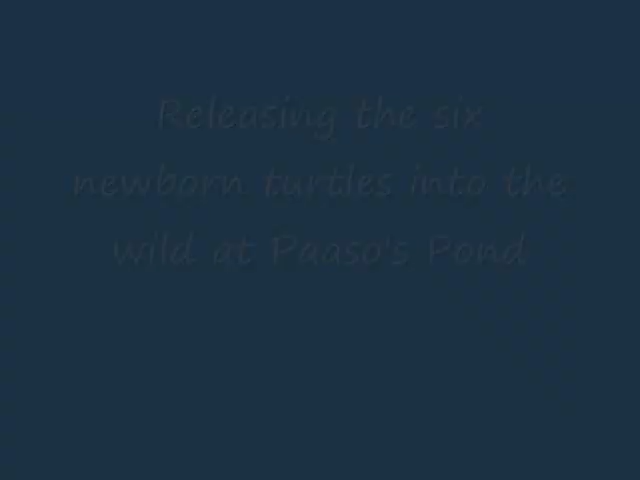 Releasing the six
newborn turtles into the
wild at Paaso's Pond